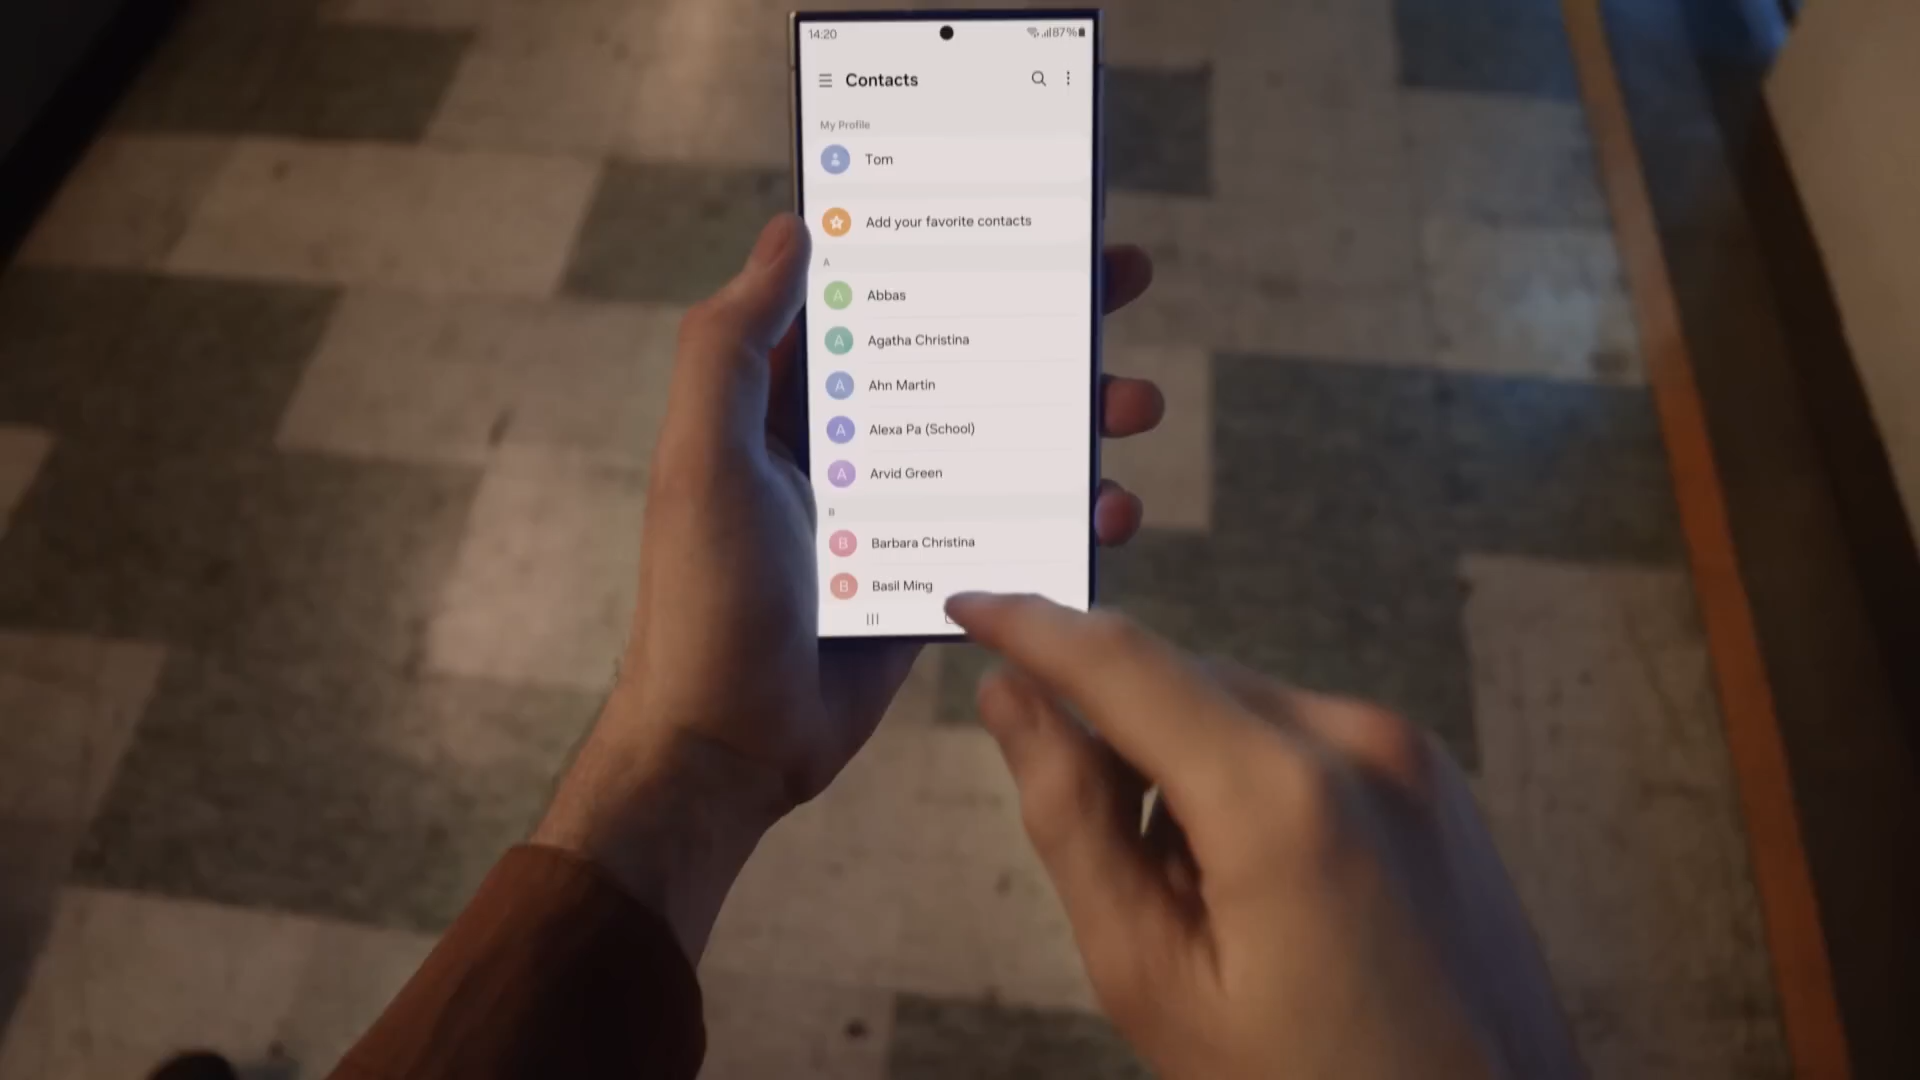 14:20 87%
Contacts
My Profile
Tom
Add your favorite contacts
A
A Abbas
A Agatha Christina
A Ahn Martin
A Alexa Pa (School)
A Arvid Green
B
B Barbara Christina
B Basil Ming